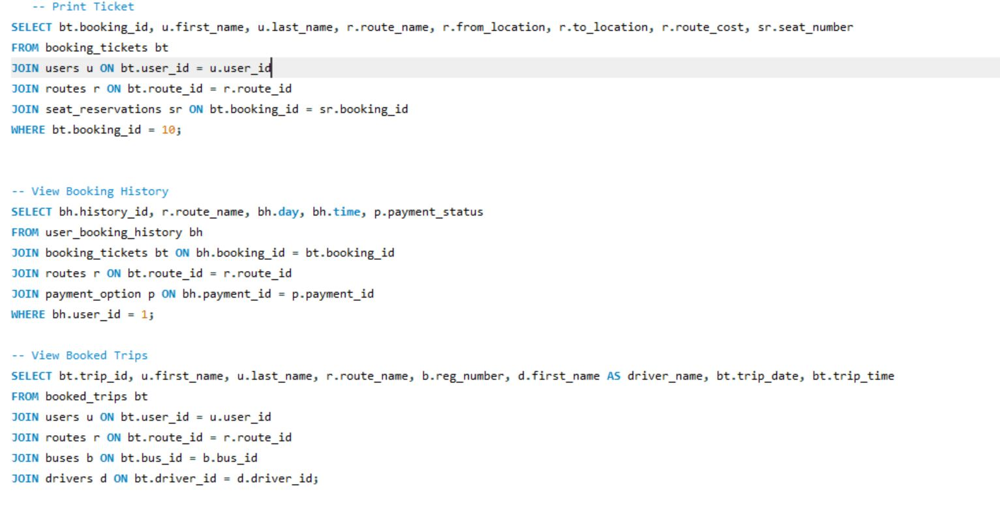 -- Print Ticket
SELECT bt.booking_id, u.first_name, u.last_name, r.route_name, r.from_location, r.to_location, r.route_cost, sr.seat_number
FROM booking_tickets bt
JOIN users u ON bt.user_id = u.user_id
JOIN routes r ON bt.route_id = r.route_id
JOIN seat_reservations sr ON bt.booking_id = sr.booking_id
WHERE bt.booking_id = 10;
-- View Booking History
SELECT bh.history_id, r.route_name, bh.day, bh.time, p.payment_status
FROM user_booking_history bh
JOIN booking_tickets bt ON bh.booking_id = bt.booking_id
JOIN routes r ON bt.route_id = r.route_id
JOIN payment_option p ON bh.payment_id = p.payment_id
WHERE bh.user_id = 1;
-- View Booked Trips
SELECT bt.trip_id, u.first_name, u.last_name, r.route_name, b.reg_number, d.first_name AS driver_name, bt.trip_date, bt.trip_time
FROM booked_trips bt
JOIN users u ON bt.user_id = u.user_id
JOIN routes r ON bt.route_id = r.route_id
JOIN buses b ON bt.bus_id = b.bus_id
JOIN drivers d ON bt.driver_id = d.driver_id;